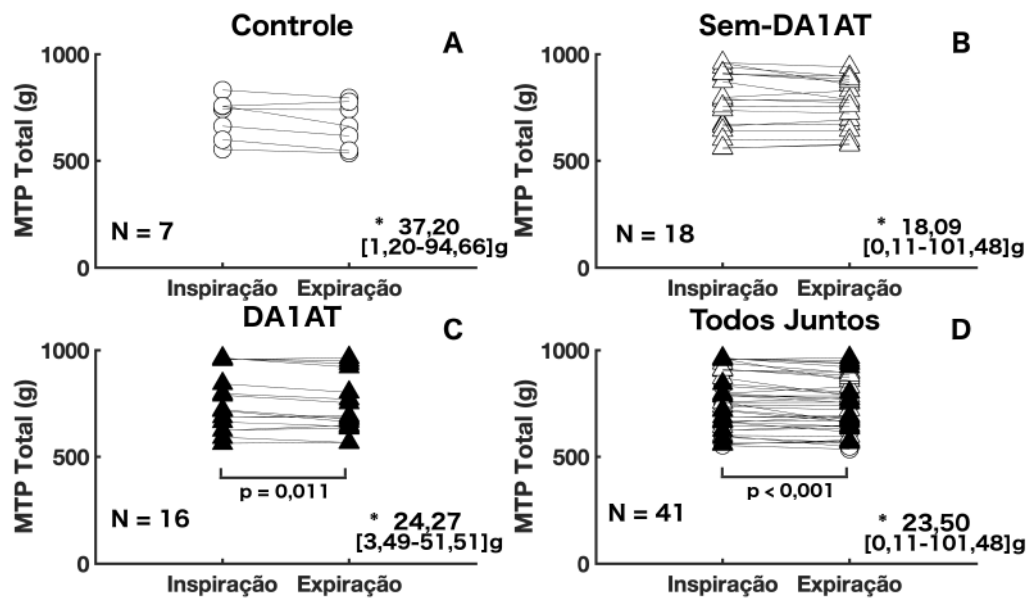 Controle
A
MTP Total (g)
1000
500
0
N = 7
* 37,20
[1,20-94,66]g
Inspiração Expiração
Sem-DA1AT
B
MTP Total (g)
1000
500
0
N = 18
* 18,09
[0,11-101,48]g
Inspiração Expiração
DA1AT
C
MTP Total (g)
1000
500
0
p = 0,011
N = 16
* 24,27
[3,49-51,51]g
Inspiração Expiração
Todos Juntos
D
MTP Total (g)
1000
500
0
p < 0,001
N = 41
* 23,50
[0,11-101,48]g
Inspiração Expiração